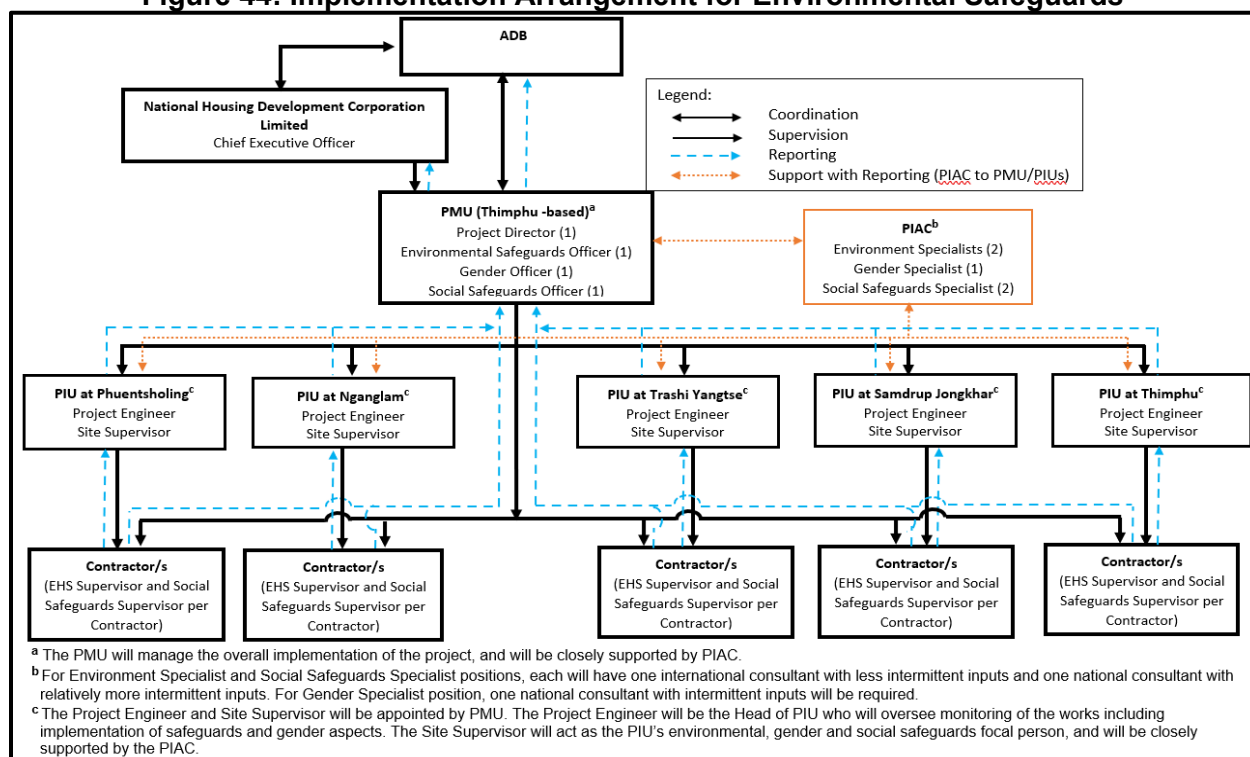 Figure 44: Implementation Arrangement for Environmental Safeguards
ADB
National Housing Development Corporation
Limited
Chief Executive Officer
Legend:
Coordination
Supervision
Reporting
Support with Reporting (PIAC to PMU/PIUs)
PMU (Thimphu -based)a
Project Director (1)
Environmental Safeguards Officer (1)
Gender Officer (1)
Social Safeguards Officer (1)
PIACb
Environment Specialists (2)
Gender Specialist (1)
Social Safeguards Specialist (2)
PIU at Phuentsholingc
Project Engineer
Site Supervisor
PIU at Nganglamc
Project Engineer
Site Supervisor
PIU at Trashi Yangtsec
Project Engineer
Site Supervisor
PIU at Samdrup Jongkharc
Project Engineer
Site Supervisor
PIU at Thimphuc
Project Engineer
Site Supervisor
Contractor/s
(EHS Supervisor and Social
Safeguards Supervisor per
Contractor)
Contractor/s
(EHS Supervisor and Social
Safeguards Supervisor per
Contractor)
Contractor/s
(EHS Supervisor and Social
Safeguards Supervisor per
Contractor)
Contractor/s
(EHS Supervisor and Social
Safeguards Supervisor per
Contractor)
Contractor/s
(EHS Supervisor and Social
Safeguards Supervisor per
Contractor)
a The PMU will manage the overall implementation of the project, and will be closely supported by PIAC.
b For Environment Specialist and Social Safeguards Specialist positions, each will have one international consultant with less intermittent inputs and one national consultant with
relatively more intermittent inputs. For Gender Specialist position, one national consultant with intermittent inputs will be required.
c The Project Engineer and Site Supervisor will be appointed by PMU. The Project Engineer will be the Head of PIU who will oversee monitoring of the works including
implementation of safeguards and gender aspects. The Site Supervisor will act as the PIU's environmental, gender and social safeguards focal person, and will be closely
supported by the PIAC.